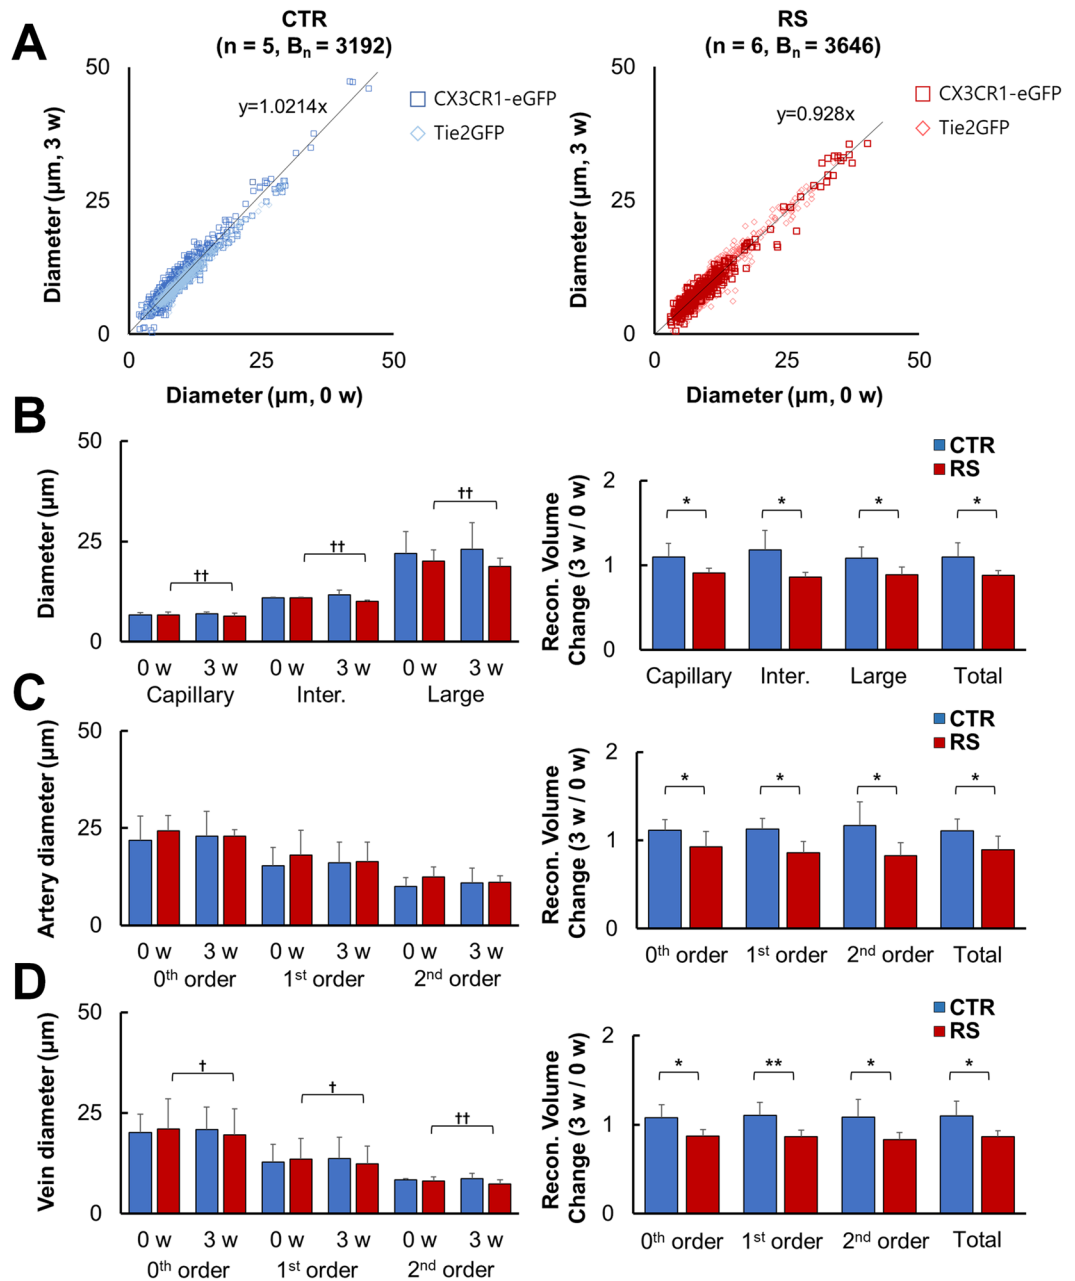 A
CTR
(n = 5, Bn = 3192)
50
25
0
0
25
50
Diameter (µm, 3 w)
Diameter (µm, 0 w)
y=1.0214x
CX3CR1-eGFP
Tie2GFP
RS
(n = 6, Bn = 3646)
50
25
0
0
25
50
Diameter (µm, 3 w)
Diameter (µm, 0 w)
y=0.928x
CX3CR1-eGFP
Tie2GFP
B
Diameter (µm)
50
25
0
††
††
††
0 w 3 w 0 w 3 w 0 w 3 w
Capillary Inter. Large
CTR
RS
Recon. Volume
Change (3 w / 0 w)
2
1
0
* * * *
Capillary Inter. Large Total
C
Artery diameter (µm)
50
25
0
0 w 3 w 0 w 3 w 0 w 3 w
0th order 1st order 2nd order
CTR
RS
Recon. Volume
Change (3 w / 0 w)
2
1
0
* * * *
0th order 1st order 2nd order Total
D
Vein diameter (µm)
50
25
0
†
†
††
0 w 3 w 0 w 3 w 0 w 3 w
0th order 1st order 2nd order
CTR
RS
Recon. Volume
Change (3 w / 0 w)
2
1
0
* ** * *
0th order 1st order 2nd order Total